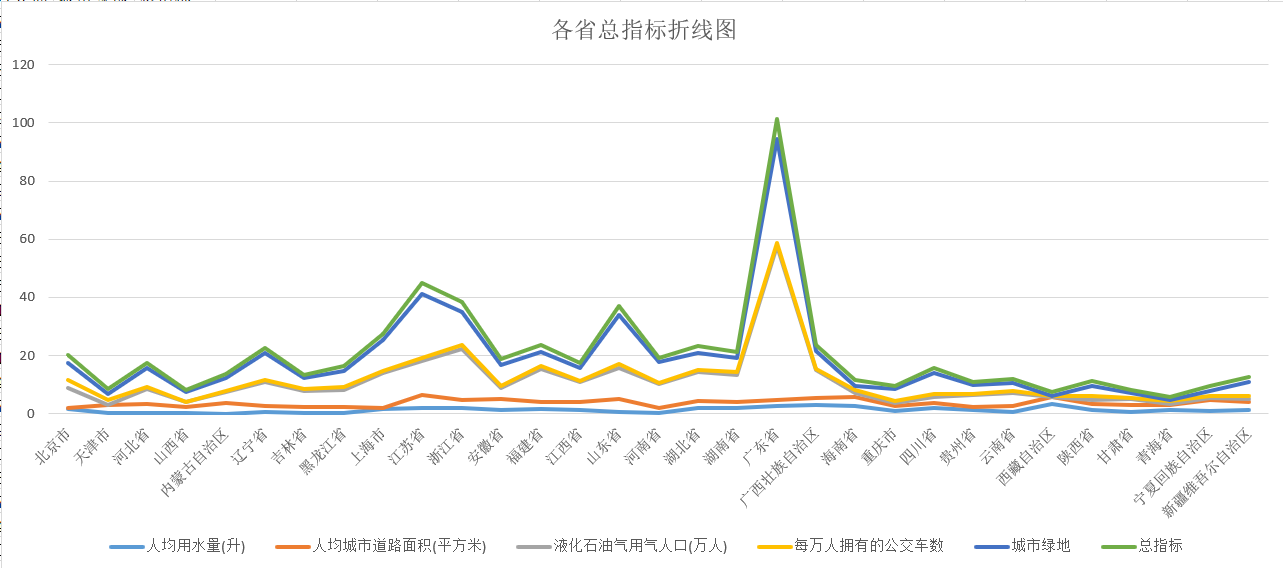 各省总指标折线图
120
100
80
60
40
20
0
北京市
天津市
河北省
山西省
内蒙古自治区
辽宁省
吉林省
黑龙江省
上海市
江苏省
浙江省
安徽省
福建省
江西省
山东省
河南省
湖北省
湖南省
广东省
广西壮族自治区
海南省
重庆市
四川省
贵州省
云南省
西藏自治区
陕西省
甘肃省
青海省
宁夏回族自治区
新疆维吾尔自治区
人均用水量(升) 人均城市道路面积(平方米) 液化石油气用气人口(万人) 每万人拥有的公交车数 城市绿地 总指标